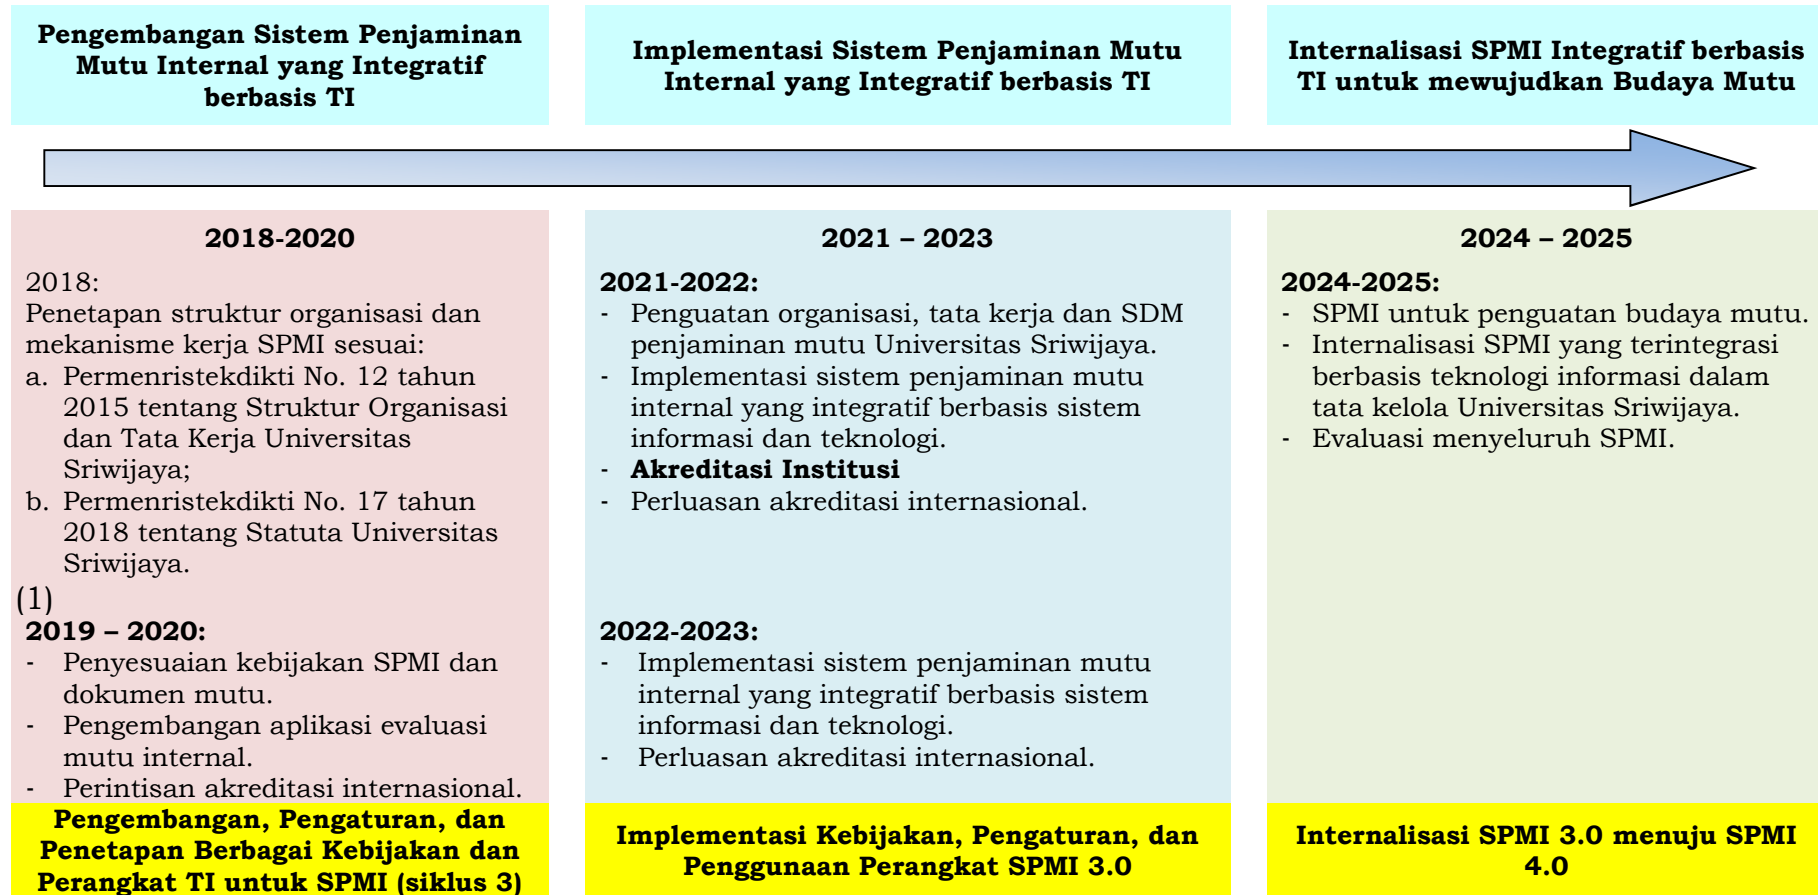 Pengembangan Sistem Penjaminan
Mutu Internal yang Integratif
berbasis TI
Implementasi Sistem Penjaminan Mutu
Internal yang Integratif berbasis TI
Internalisasi SPMI Integratif berbasis
TI untuk mewujudkan Budaya Mutu
2018-2020
2018:
Penetapan struktur organisasi dan
mekanisme kerja SPMI sesuai:
a. Permenristekdikti No. 12 tahun
2015 tentang Struktur Organisasi
dan Tata Kerja Universitas
Sriwijaya;
b. Permenristekdikti No. 17 tahun
2018 tentang Statuta Universitas
Sriwijaya.
(1)
2019 – 2020:
- Penyesuaian kebijakan SPMI dan
dokumen mutu.
- Pengembangan aplikasi evaluasi
mutu internal.
- Perintisan akreditasi internasional.
Pengembangan, Pengaturan, dan
Penetapan Berbagai Kebijakan dan
Perangkat TI untuk SPMI (siklus 3)
2021 – 2023
2021-2022:
- Penguatan organisasi, tata kerja dan SDM
penjaminan mutu Universitas Sriwijaya.
- Implementasi sistem penjaminan mutu
internal yang integratif berbasis sistem
informasi dan teknologi.
- Akreditasi Institusi
- Perluasan akreditasi internasional.
2022-2023:
- Implementasi sistem penjaminan mutu
internal yang integratif berbasis sistem
informasi dan teknologi.
- Perluasan akreditasi internasional.
Implementasi Kebijakan, Pengaturan, dan
Penggunaan Perangkat SPMI 3.0
2024 – 2025
2024-2025:
- SPMI untuk penguatan budaya mutu.
- Internalisasi SPMI yang terintegrasi
berbasis teknologi informasi dalam
tata kelola Universitas Sriwijaya.
- Evaluasi menyeluruh SPMI.
Internalisasi SPMI 3.0 menuju SPMI
4.0